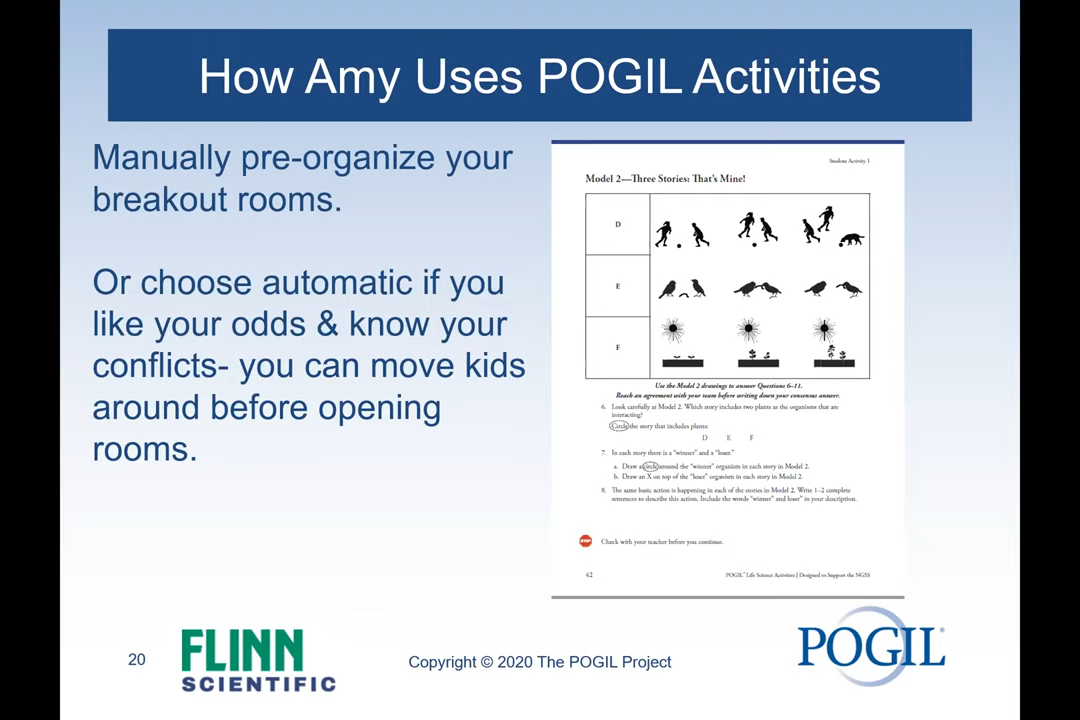 How Amy Uses POGIL Activities
Manually pre-organize your
breakout rooms.
Or choose automatic if you
like your odds & know your
conflicts- you can move kids
around before opening
rooms.
Student Activity 1
Model 2—Three Stories: That's Mine!
D
E
F
Use the Model 2 drawings to answer Questions 6–11.
Reach an agreement with your team before writing down your consensus answer.
6. Look carefully at Model 2. Which story includes two plants as the organisms that are
interacting?
Circle the story that includes plants
D E F
7. In each story there is a "winner" and a "loser."
a. Draw a circle around the "winner" organism in each story in Model 2.
b. Draw an X on top of the "loser" organism in each story in Model 2.
8. The same basic action is happening in each of the stories in Model 2. Write 1–2 complete
sentences to describe this action. Include the words "winner" and loser" in your description.
STOP Check with your teacher before you continue.
42 POGIL™ Life Science Activities | Designed to Support the NGSS
20
FLINN
SCIENTIFIC
Copyright © 2020 The POGIL Project
POGIL®